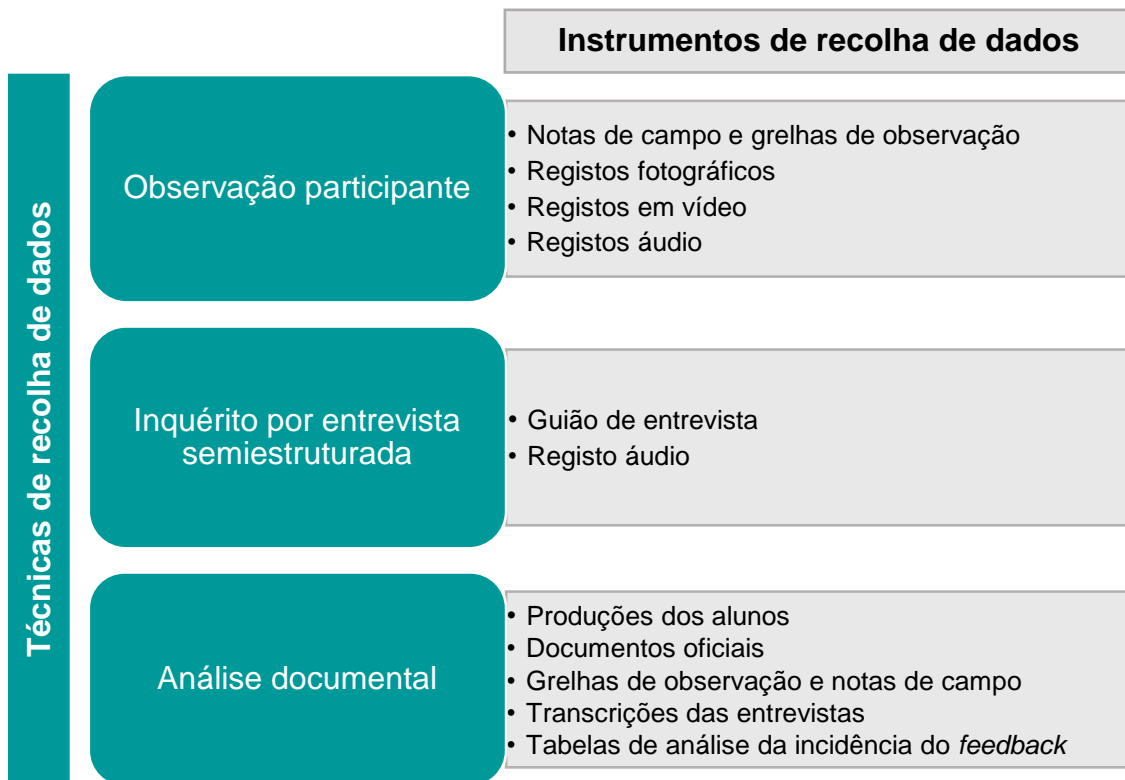 Instrumentos de recolha de dados
Técnicas de recolha de dados
Observação participante
• Notas de campo e grelhas de observação
• Registos fotográficos
• Registos em vídeo
• Registos áudio
Inquérito por entrevista
semiestruturada
• Guião de entrevista
• Registo áudio
Análise documental
• Produções dos alunos
• Documentos oficiais
• Grelhas de observação e notas de campo
• Transcrições das entrevistas
• Tabelas de análise da incidência do feedback